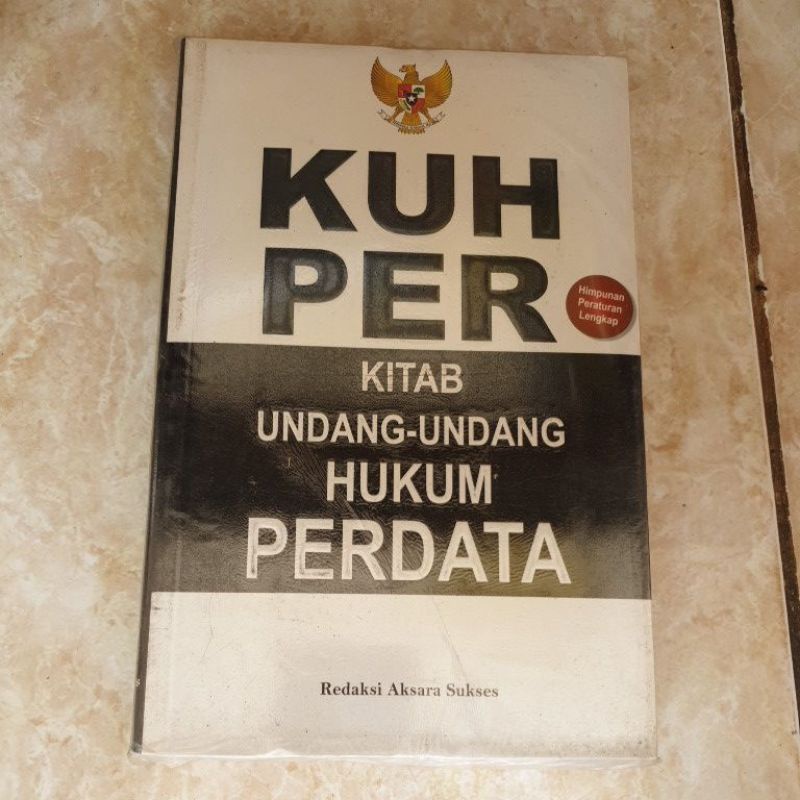 KUH
PER
Himpunan
Peraturan
Lengkap
KITAB
UNDANG-UNDANG
HUKUM
PERDATA
Redaksi Aksara Sukses